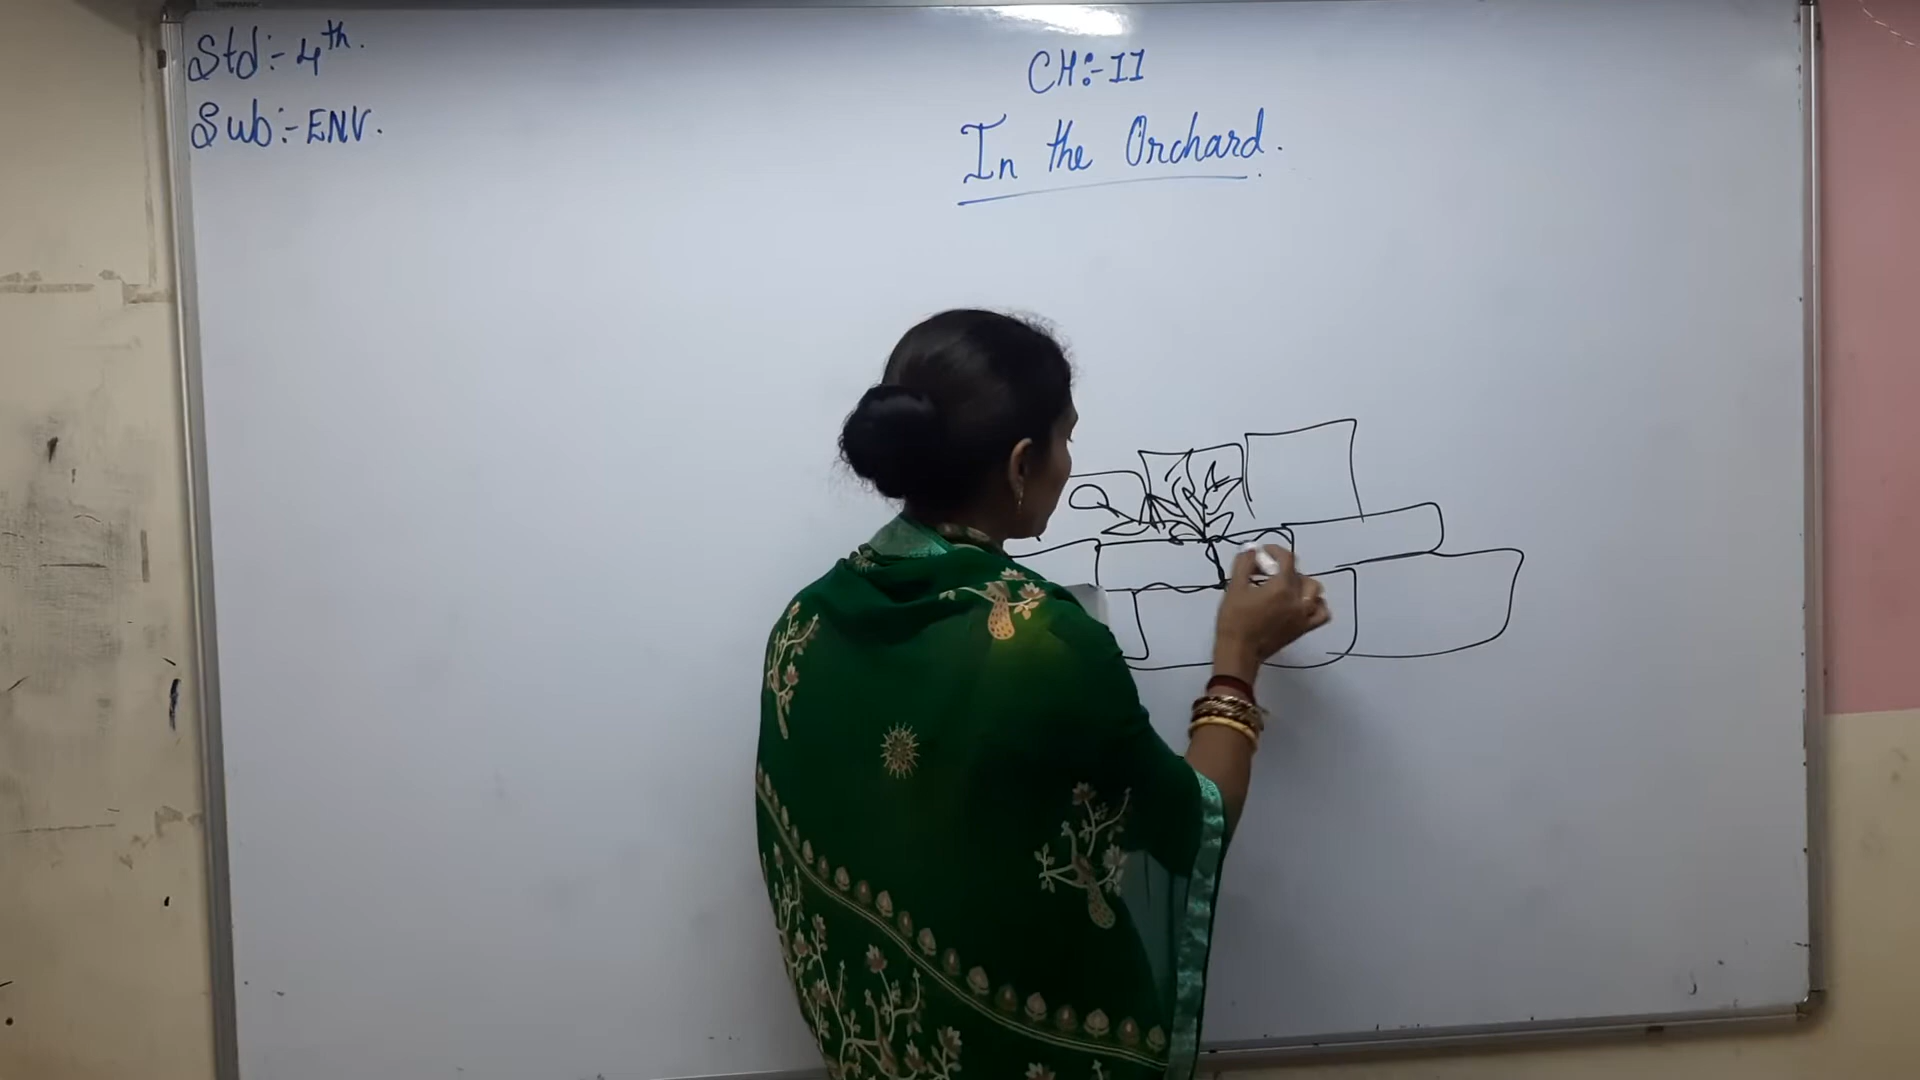 Std:- 4th.
Sub:- ENV.
CH:- 11
In the Orchard.